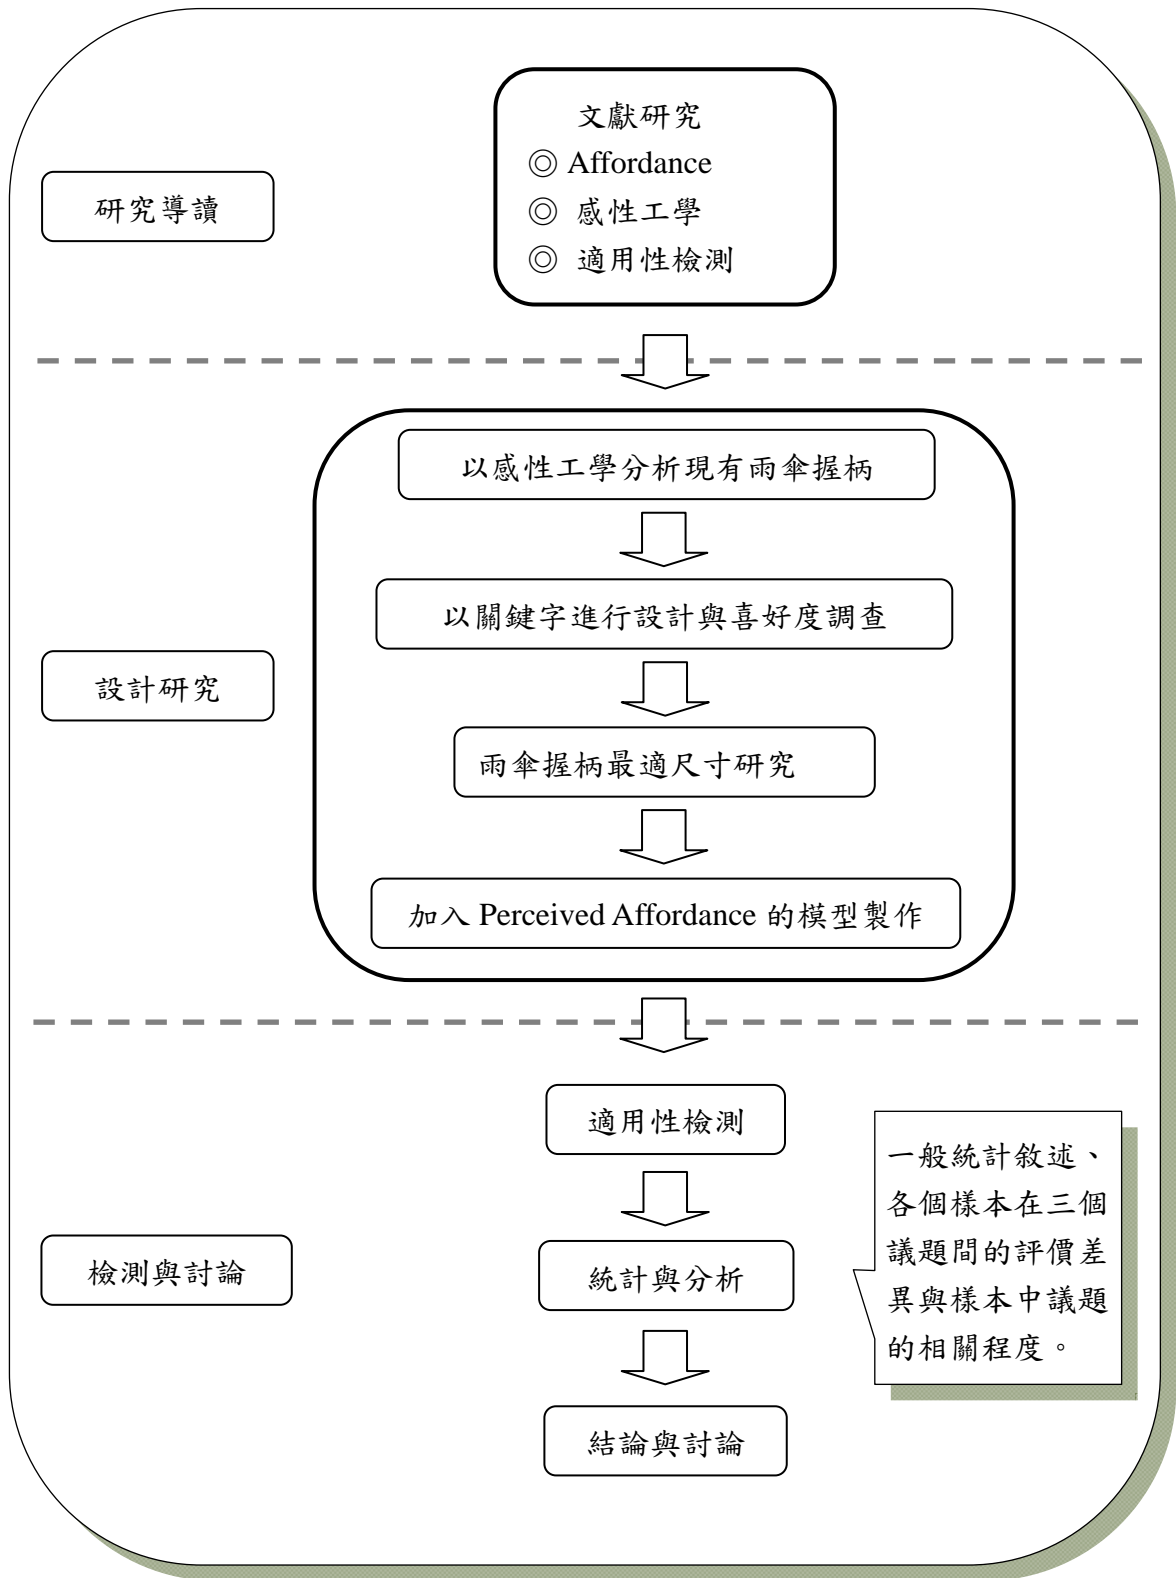 文獻研究
◎ Affordance
◎ 感性工學
◎ 適用性檢測
研究導讀
以感性工學分析現有雨傘握柄
以關鍵字進行設計與喜好度調查
設計研究
雨傘握柄最適尺寸研究
加入 Perceived Affordance 的模型製作
適用性檢測
一般統計敘述、
各個樣本在三個
議題間的評價差
異與樣本中議題
的相關程度。
檢測與討論
統計與分析
結論與討論